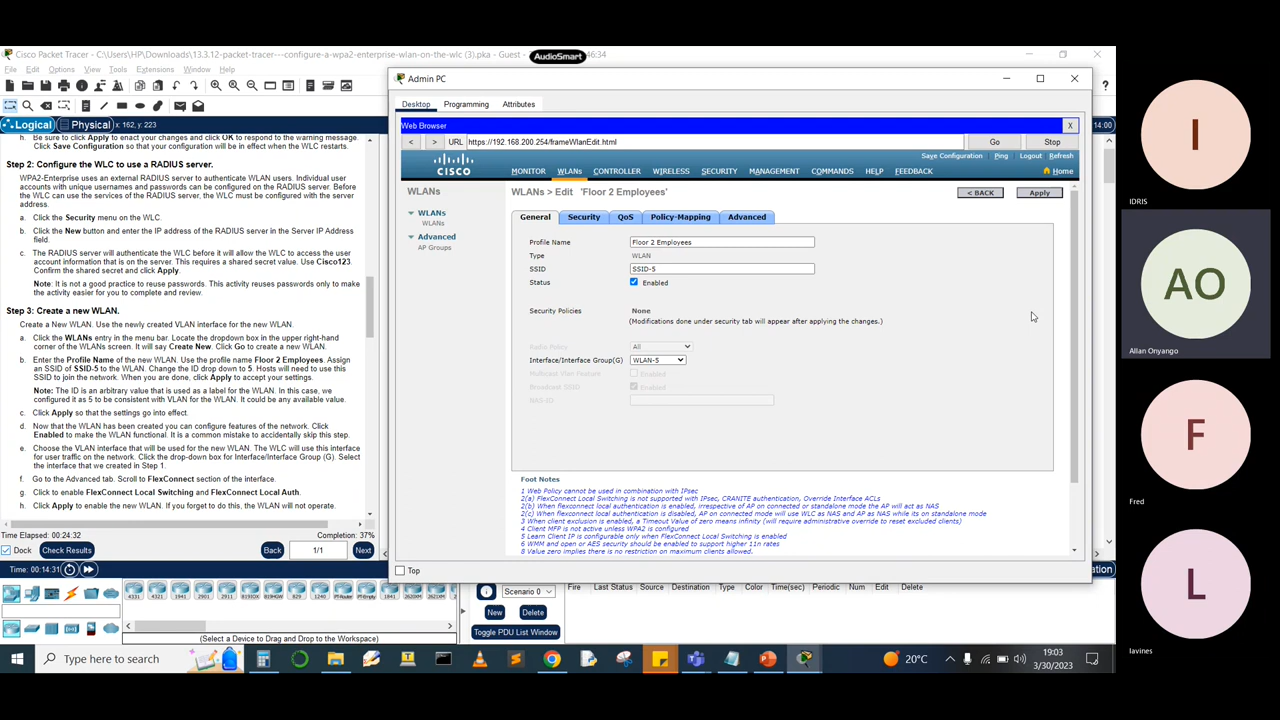 Cisco Packet Tracer - C:\Users\HP\Downloads\13.3.12-packet-tracer---configure-a-wpa2-enterprise-wlan-on-the-wlc (3).pka - Guest
46:34
AudioSmart
File Edit Options View Tools Extensions Window Help
Logical
Physical
x: 162, y: 223
14:00
h. Be sure to click Apply to enact your changes and click OK to respond to the warning message.
Click Save Configuration so that your configuration will be in effect when the WLC restarts.
Step 2: Configure the WLC to use a RADIUS server.
WPA2-Enterprise uses an external RADIUS server to authenticate WLAN users. Individual user
accounts with unique usernames and passwords can be configured on the RADIUS server. Before
the WLC can use the services of the RADIUS server, the WLC must be configured with the server
address.
a. Click the Security menu on the WLC.
b. Click the New button and enter the IP address of the RADIUS server in the Server IP Address
field.
c. The RADIUS server will authenticate the WLC before it will allow the WLC to access the user
account information that is on the server. This requires a shared secret value. Use Cisco123.
Confirm the shared secret and click Apply.
Note: It is not a good practice to reuse passwords. This activity reuses passwords only to make
the activity easier for you to complete and review.
Step 3: Create a new WLAN.
Create a New WLAN. Use the newly created VLAN interface for the new WLAN.
a. Click the WLANs entry in the menu bar. Locate the dropdown box in the upper right-hand
corner of the WLANs screen. It will say Create New. Click Go to create a new WLAN.
b. Enter the Profile Name of the new WLAN. Use the profile name Floor 2 Employees. Assign
an SSID of SSID-5 to the WLAN. Change the ID drop down to 5. Hosts will need to use this
SSID to join the network. When you are done, click Apply to accept your settings.
Note: The ID is an arbitrary value that is used as a label for the WLAN. In this case, we
configured it as 5 to be consistent with VLAN for the WLAN. It could be any available value.
c. Click Apply so that the settings go into effect.
d. Now that the WLAN has been created you can configure features of the network. Click
Enabled to make the WLAN functional. It is a common mistake to accidentally skip this step.
e. Choose the VLAN interface that will be used for the new WLAN. The WLC will use this interface
for user traffic on the network. Click the drop-down box for Interface/Interface Group (G). Select
the interface that we created in Step 1.
f. Go to the Advanced tab. Scroll to FlexConnect section of the interface.
g. Click to enable FlexConnect Local Switching and FlexConnect Local Auth.
h. Click Apply to enable the new WLAN. If you forget to do this, the WLAN will not operate.
Time Elapsed: 00:24:32
Completion: 37%
Dock
Check Results
Back
1/1
Next
Time: 00:14:31
4331 4321 1941 2901 2911 819IOX 819HGW 829 1240 PT-Router PT-Empty 1841 2620XM 2621XM
(Select a Device to Drag and Drop to the Workspace)
Admin PC
Desktop
Programming
Attributes
Web Browser
X
< > URL https://192.168.200.254/frameWlanEdit.html
Go
Stop
Save Configuration Ping Logout Refresh
CISCO
MONITOR WLANs CONTROLLER WIRELESS SECURITY MANAGEMENT COMMANDS HELP FEEDBACK
Home
WLANs
WLANs
WLANs
Advanced
AP Groups
WLANs > Edit 'Floor 2 Employees'
< BACK
Apply
General
Security
QoS
Policy-Mapping
Advanced
Profile Name
Floor 2 Employees
Type
WLAN
SSID
SSID-5
Status
Enabled
Security Policies
None
(Modifications done under security tab will appear after applying the changes.)
Radio Policy
All
Interface/Interface Group(G)
WLAN-5
Multicast Vlan Feature
Enabled
Broadcast SSID
Enabled
NAS-ID
Foot Notes
1 Web Policy cannot be used in combination with IPsec
2(a) FlexConnect Local Switching is not supported with IPsec, CRANITE authentication, Override Interface ACLs
2(b) When flexconnect local authentication is enabled, irrespective of AP on connected or standalone mode the AP will act as NAS
2(c) When flexconnect local authentication is disabled, AP on connected mode will use WLC as NAS and AP as NAS while its on standalone mode
3 When client exclusion is enabled, a Timeout Value of zero means infinity (will require administrative override to reset excluded clients)
4 Client MFP is not active unless WPA2 is configured
5 Learn Client IP is configurable only when FlexConnect Local Switching is enabled
6 WMM and open or AES security should be enabled to support higher 11n rates
8 Value zero implies there is no restriction on maximum clients allowed.
Top
Scenario 0
New
Delete
Toggle PDU List Window
Fire Last Status Source Destination Type Color Time(sec) Periodic Num Edit Delete
Type here to search
20°C
19:03
3/30/2023
I
IDRIS
AO
Allan Onyango
F
Fred
L
lavines